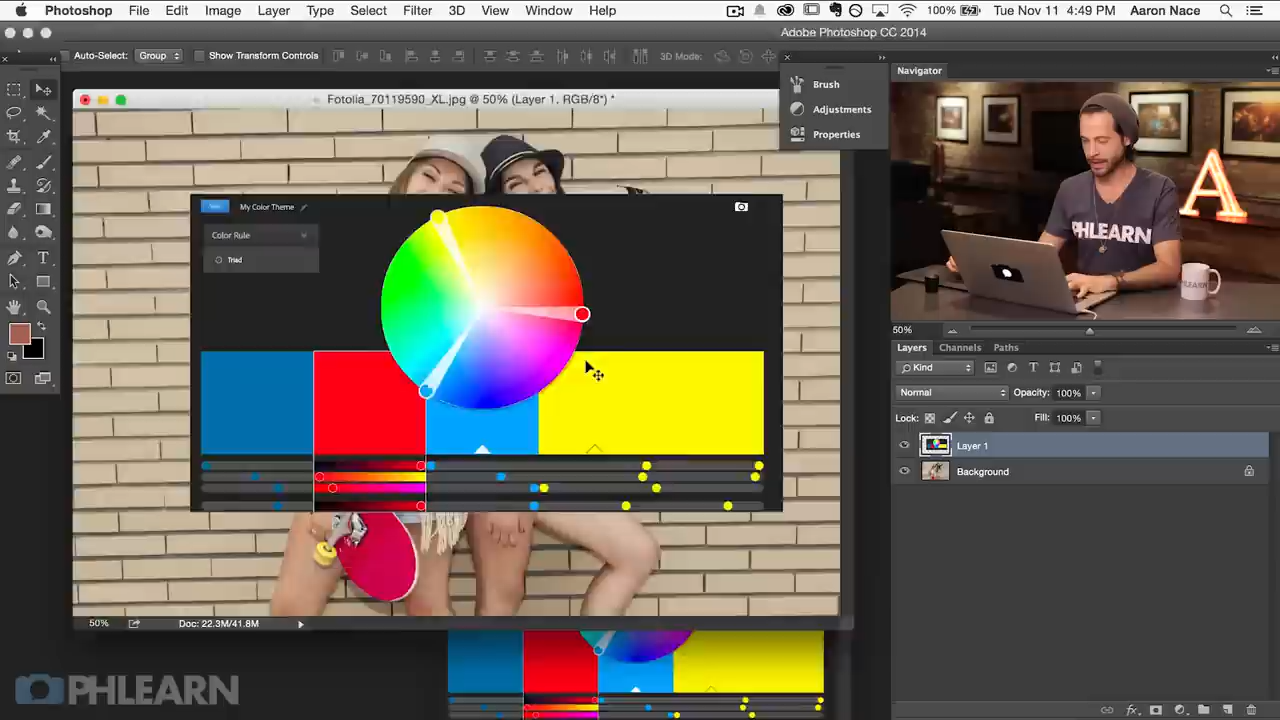 Photoshop File Edit Image Layer Type Select Filter 3D View Window Help 100% Tue Nov 11 4:49 PM Aaron Nace
Adobe Photoshop CC 2014
Auto-Select: Group Show Transform Controls 3D Mode:
Fotolia_70119590_XL.jpg @ 50% (Layer 1, RGB/8*) *
Brush
Adjustments
Properties
Navigator
PHLEARN
A
My Color Theme
Color Rule
Triad
50%
Layers Channels Paths
Kind
Normal Opacity: 100%
Lock: Fill: 100%
Layer 1
Background
fx
50% Doc: 22.3M/41.8M
PHLEARN